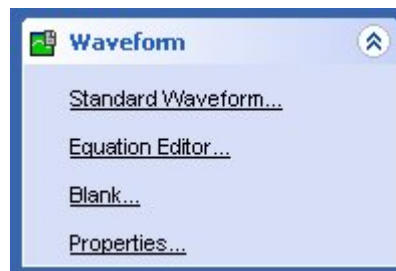 Waveform
Standard Waveform...
Equation Editor...
Blank...
Properties...